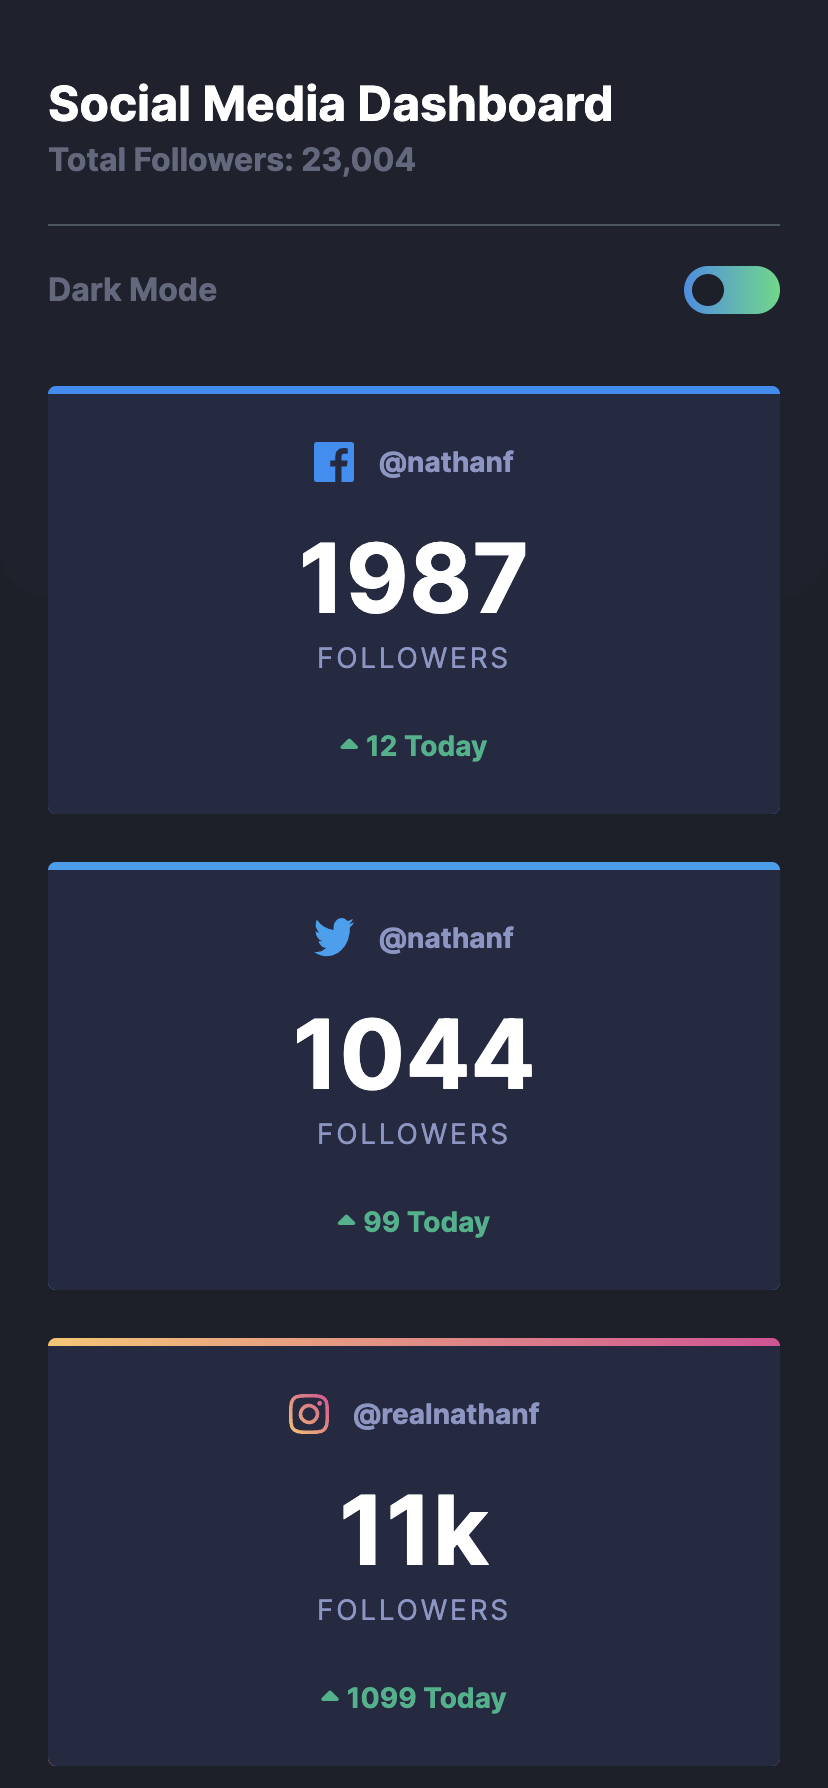 Social Media Dashboard
Total Followers: 23,004
Dark Mode
@nathanf
1987
FOLLOWERS
12 Today
@nathanf
1044
FOLLOWERS
99 Today
@realnathanf
11k
FOLLOWERS
1099 Today